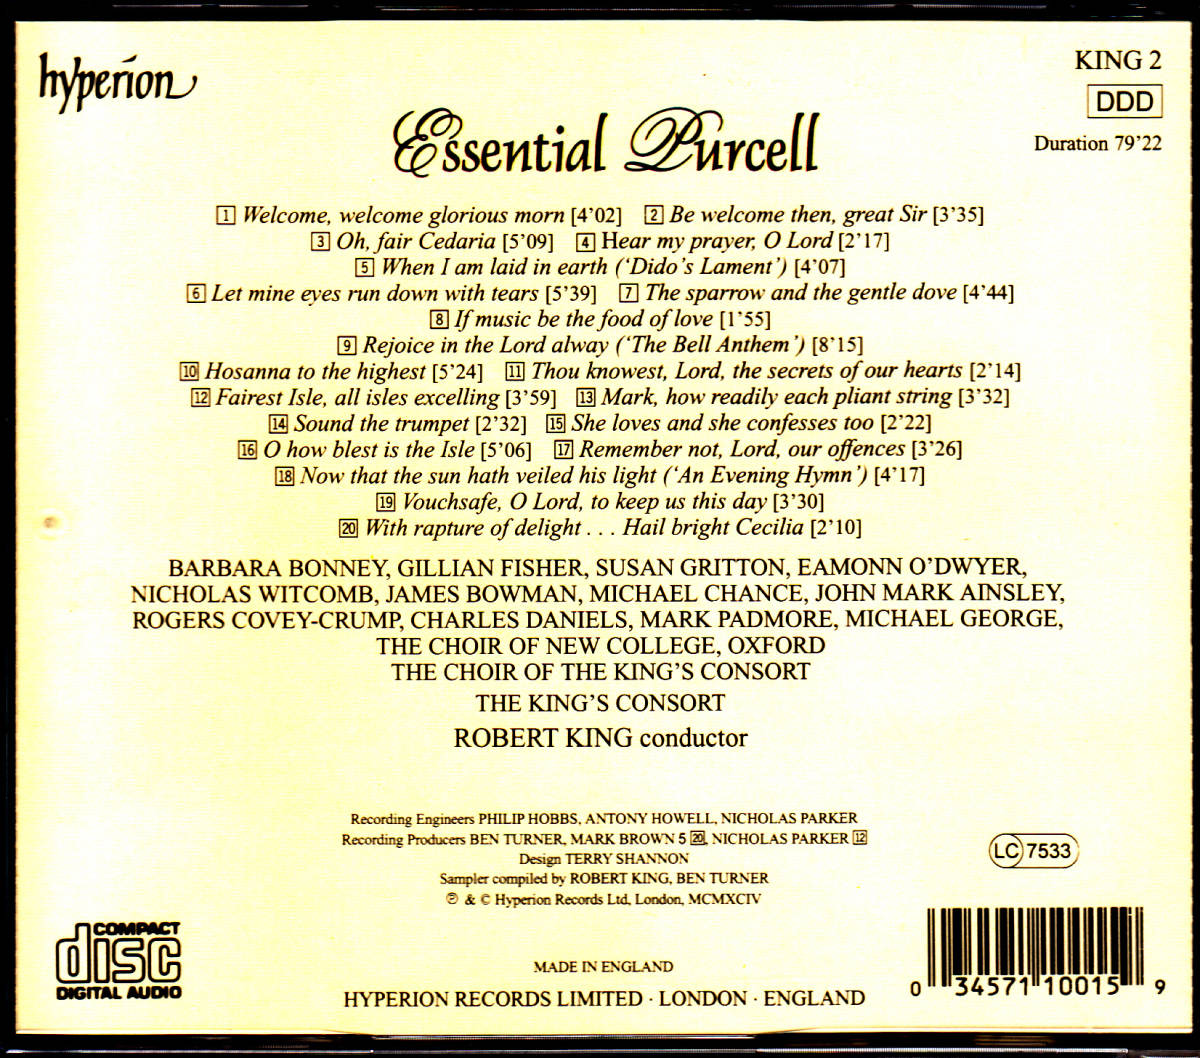 hyperion
KING 2
DDD
Duration 79'22
Essential Purcell
1 Welcome, welcome glorious morn [4'02] 2 Be welcome then, great Sir [3'35]
3 Oh, fair Cedaria [5'09] 4 Hear my prayer, O Lord [2'17]
5 When I am laid in earth ('Dido's Lament') [4'07]
6 Let mine eyes run down with tears [5'39] 7 The sparrow and the gentle dove [4'44]
8 If music be the food of love [1'55]
9 Rejoice in the Lord alway ('The Bell Anthem') [8'15]
10 Hosanna to the highest [5'24] 11 Thou knowest, Lord, the secrets of our hearts [2'14]
12 Fairest Isle, all isles excelling [3'59] 13 Mark, how readily each pliant string [3'32]
14 Sound the trumpet [2'32] 15 She loves and she confesses too [2'22]
16 O how blest is the Isle [5'06] 17 Remember not, Lord, our offences [3'26]
18 Now that the sun hath veiled his light ('An Evening Hymn') [4'17]
19 Vouchsafe, O Lord, to keep us this day [3'30]
20 With rapture of delight . . . Hail bright Cecilia [2'10]
BARBARA BONNEY, GILLIAN FISHER, SUSAN GRITTON, EAMONN O'DWYER,
NICHOLAS WITCOMB, JAMES BOWMAN, MICHAEL CHANCE, JOHN MARK AINSLEY,
ROGERS COVEY-CRUMP, CHARLES DANIELS, MARK PADMORE, MICHAEL GEORGE,
THE CHOIR OF NEW COLLEGE, OXFORD
THE CHOIR OF THE KING'S CONSORT
THE KING'S CONSORT
ROBERT KING conductor
Recording Engineers PHILIP HOBBS, ANTONY HOWELL, NICHOLAS PARKER
Recording Producers BEN TURNER, MARK BROWN 5 20, NICHOLAS PARKER 12
Design TERRY SHANNON
Sampler compiled by ROBERT KING, BEN TURNER
℗ & © Hyperion Records Ltd, London, MCMXCIV
LC 7533
COMPACT
disc
DIGITAL AUDIO
MADE IN ENGLAND
HYPERION RECORDS LIMITED · LONDON · ENGLAND
0 34571 10015 9